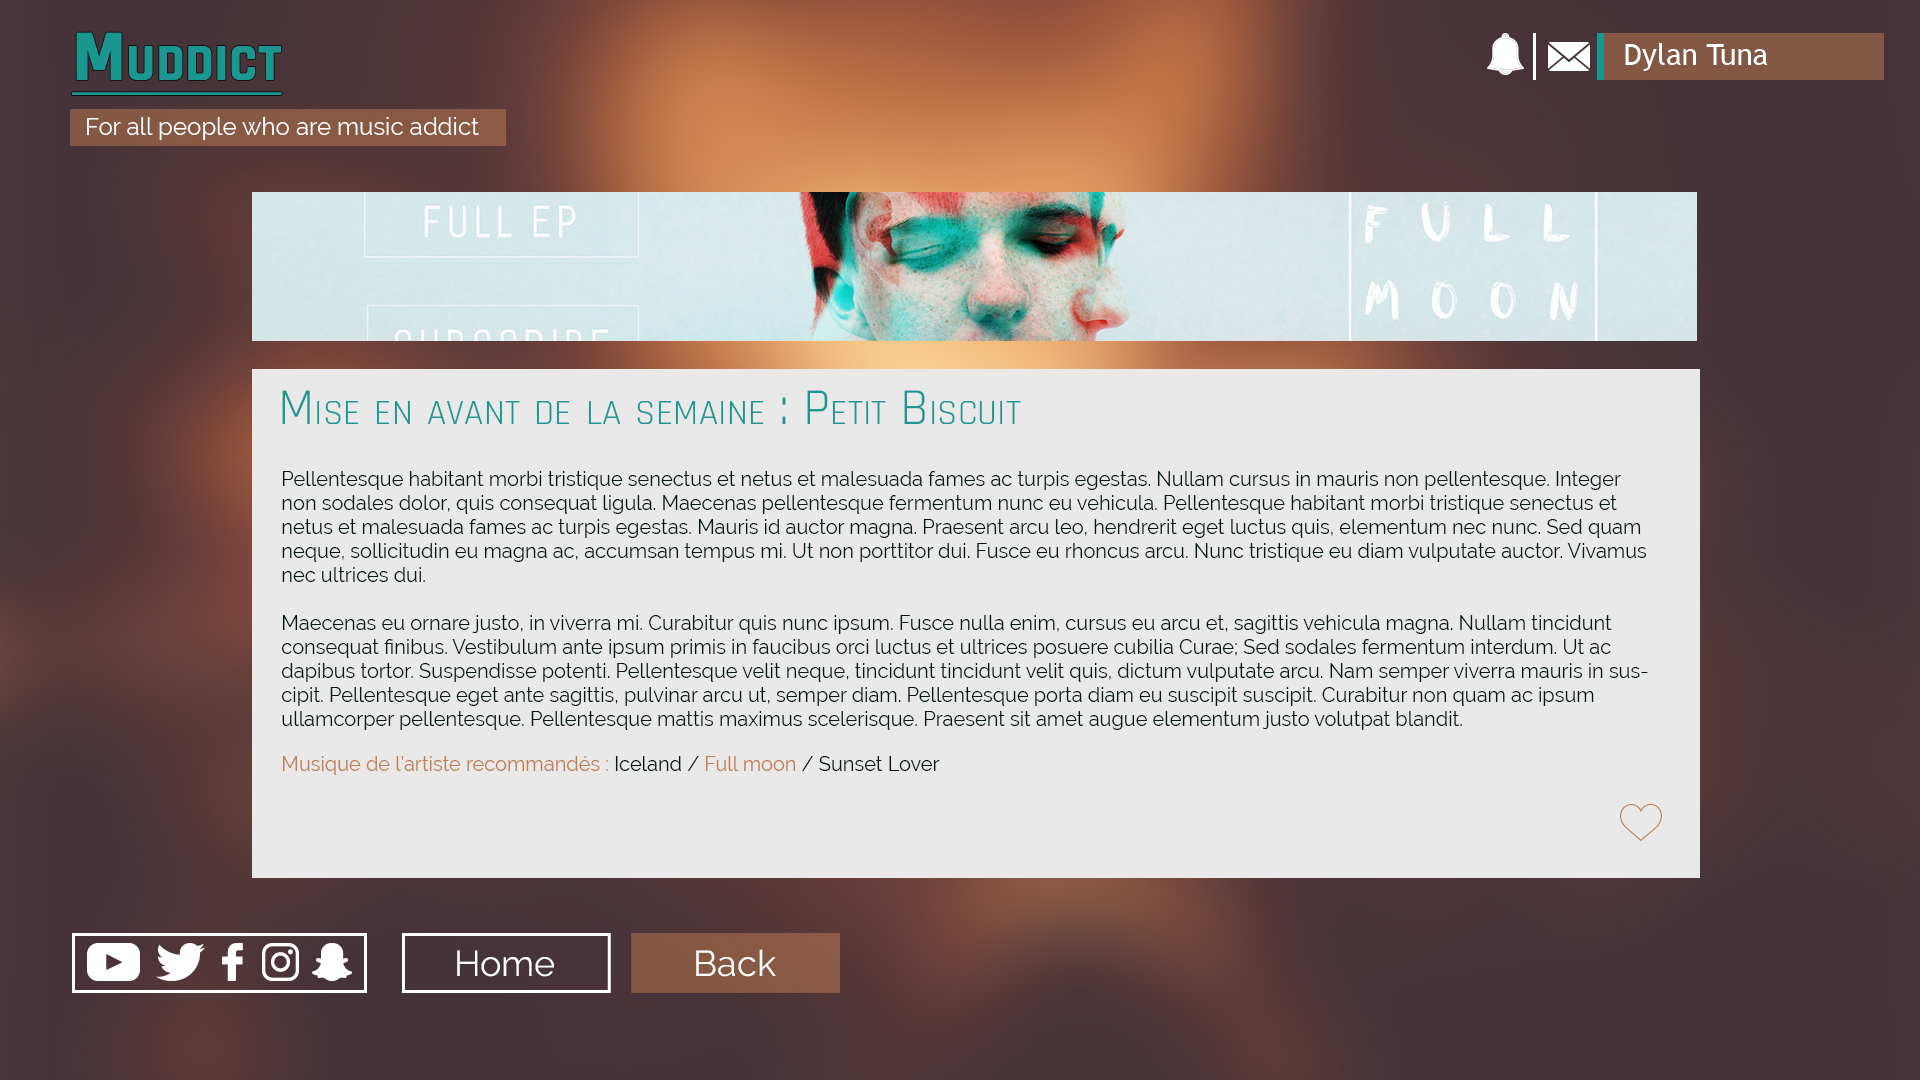 Muddict
For all people who are music addict
Dylan Tuna
FULL EP
FULL
MOON
SUBSCRIBE
Mise en avant de la semaine : Petit Biscuit
Pellentesque habitant morbi tristique senectus et netus et malesuada fames ac turpis egestas. Nullam cursus in mauris non pellentesque. Integer
non sodales dolor, quis consequat ligula. Maecenas pellentesque fermentum nunc eu vehicula. Pellentesque habitant morbi tristique senectus et
netus et malesuada fames ac turpis egestas. Mauris id auctor magna. Praesent arcu leo, hendrerit eget luctus quis, elementum nec nunc. Sed quam
neque, sollicitudin eu magna ac, accumsan tempus mi. Ut non porttitor dui. Fusce eu rhoncus arcu. Nunc tristique eu diam vulputate auctor. Vivamus
nec ultrices dui.
Maecenas eu ornare justo, in viverra mi. Curabitur quis nunc ipsum. Fusce nulla enim, cursus eu arcu et, sagittis vehicula magna. Nullam tincidunt
consequat finibus. Vestibulum ante ipsum primis in faucibus orci luctus et ultrices posuere cubilia Curae; Sed sodales fermentum interdum. Ut ac
dapibus tortor. Suspendisse potenti. Pellentesque velit neque, tincidunt tincidunt velit quis, dictum vulputate arcu. Nam semper viverra mauris in sus-
cipit. Pellentesque eget ante sagittis, pulvinar arcu ut, semper diam. Pellentesque porta diam eu suscipit suscipit. Curabitur non quam ac ipsum
ullamcorper pellentesque. Pellentesque mattis maximus scelerisque. Praesent sit amet augue elementum justo volutpat blandit.
Musique de l'artiste recommandés : Iceland / Full moon / Sunset Lover
Home
Back